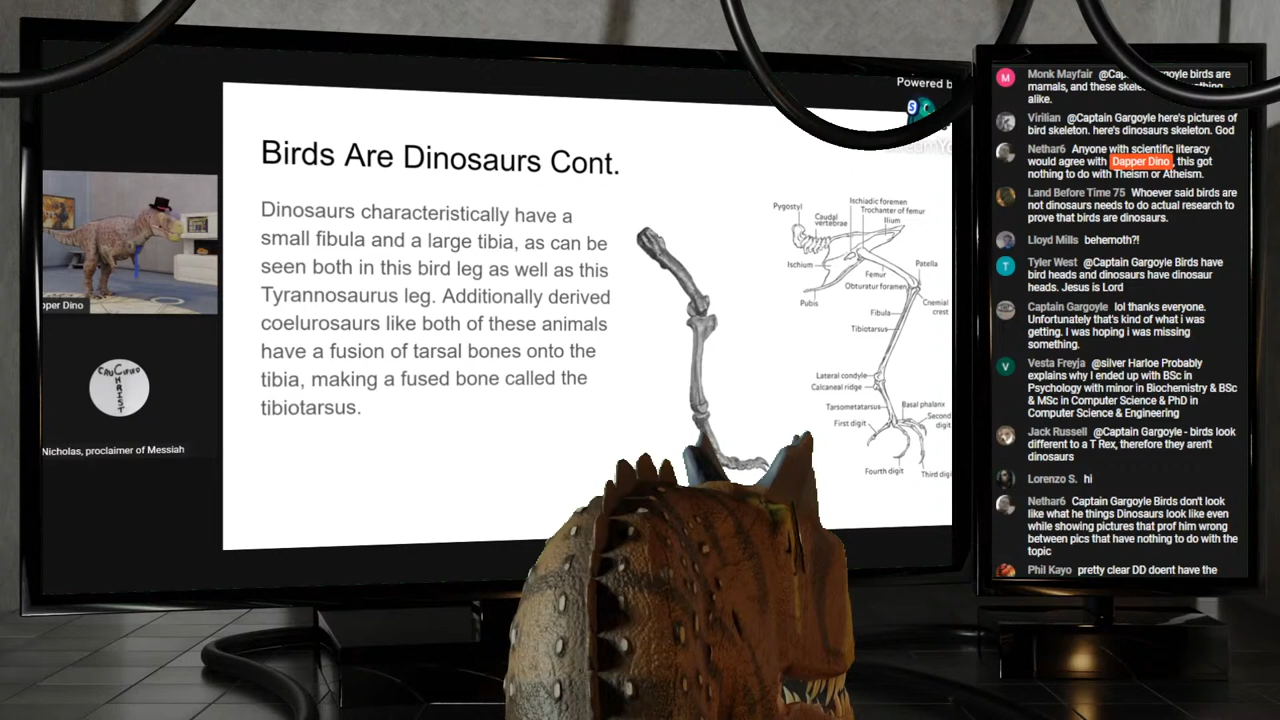 Powered b
Birds Are Dinosaurs Cont.
Dinosaurs characteristically have a
small fibula and a large tibia, as can be
seen both in this bird leg as well as this
Tyrannosaurus leg. Additionally derived
coelurosaurs like both of these animals
have a fusion of tarsal bones onto the
tibia, making a fused bone called the
tibiotarsus.
Pygostyl
Caudal
vertebrae
Ischiadic foremen
Trochanter of femur
Ilium
Ischium
Pubis
Femur
Obturatur foramen
Patella
Cnemial
crest
Fibula
Tibiotarsus
Lateral condyle
Calcaneal ridge
Tarsometatarsus
Basal phalanx
First digit
Second
digit
Fourth digit
Third digi
pper Dino
CRUCIFIED
CHRIST
Nicholas, proclaimer of Messiah
M
Monk Mayfair @Cap rgoyle birds are
mamals, and these skele thing
alike.
Virilian @Captain Gargoyle here's pictures of
bird skeleton. here's dinosaurs skeleton. God
Nethar6 Anyone with scientific literacy
would agree with Dapper Dino, this got
nothing to do with Theism or Atheism.
Land Before Time 75 Whoever said birds are
not dinosaurs needs to do actual research to
prove that birds are dinosaurs.
Lloyd Mills behemoth?!
T
Tyler West @Captain Gargoyle Birds have
bird heads and dinosaurs have dinosaur
heads. Jesus is Lord
Captain Gargoyle lol thanks everyone.
Unfortunately that's kind of what i was
getting. I was hoping i was missing
something.
V
Vesta Freyja @silver Harloe Probably
explains why I ended up with BSc in
Psychology with minor in Biochemistry & BSc
& MSc in Computer Science & PhD in
Computer Science & Engineering
Jack Russell @Captain Gargoyle - birds look
different to a T Rex, therefore they aren't
dinosaurs
Lorenzo S. hi
Nethar6 Captain Gargoyle Birds don't look
like what he things Dinosaurs look like even
while showing pictures that prof him wrong
between pics that have nothing to do with the
topic
Phil Kayo pretty clear DD doent have the